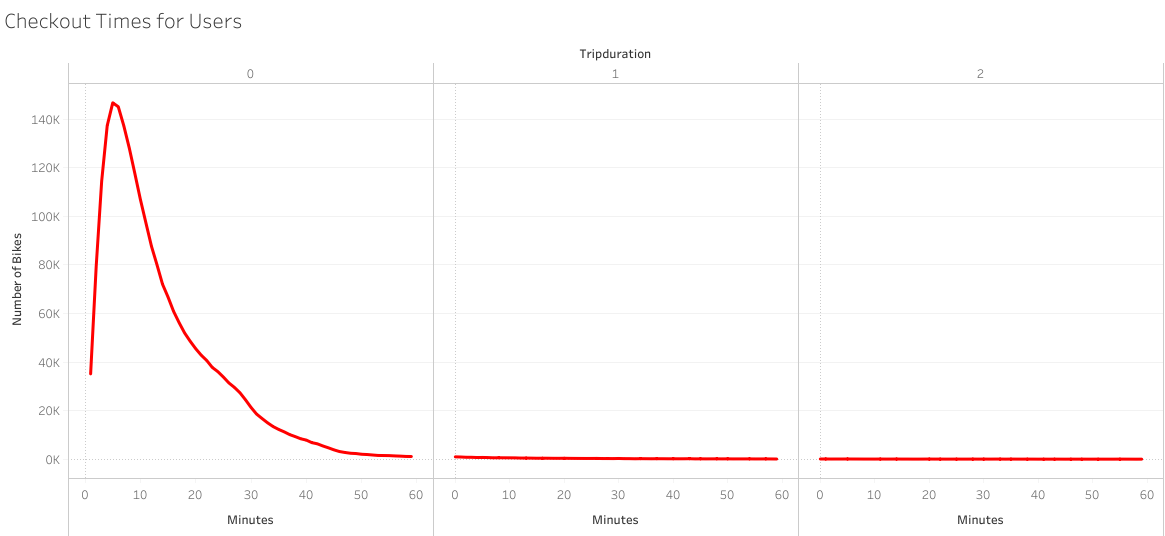 Checkout Times for Users
Tripduration
0 1 2
Number of Bikes
140K
120K
100K
80K
60K
40K
20K
0K
0 10 20 30 40 50 60 0 10 20 30 40 50 60 0 10 20 30 40 50 60
Minutes Minutes Minutes